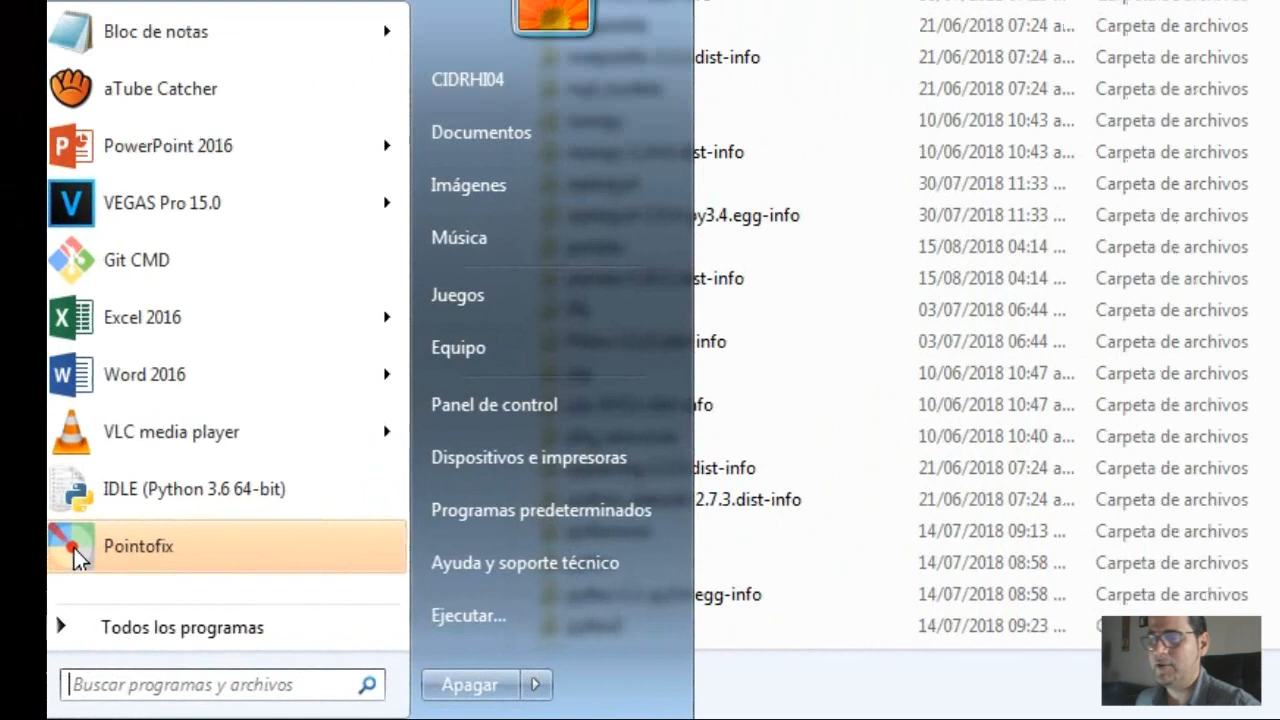 Bloc de notas
aTube Catcher
PowerPoint 2016
VEGAS Pro 15.0
Git CMD
Excel 2016
Word 2016
VLC media player
IDLE (Python 3.6 64-bit)
Pointofix
Todos los programas
Buscar programas y archivos
CIDRHI04
Documentos
Imágenes
Música
Juegos
Equipo
Panel de control
Dispositivos e impresoras
Programas predeterminados
Ayuda y soporte técnico
Ejecutar...
Apagar
21/06/2018 07:24 a... Carpeta de archivos
dist-info 21/06/2018 07:24 ... Carpeta de archivos
21/06/2018 07:24 a... Carpeta de archivos
10/06/2018 10:43 ... Carpeta de archivos
st-info 10/06/2018 10:43 ... Carpeta de archivos
30/07/2018 11:33 ... Carpeta de archivos
py3.4.egg-info 30/07/2018 11:33 ... Carpeta de archivos
15/08/2018 04:14 ... Carpeta de archivos
st-info 15/08/2018 04:14 ... Carpeta de archivos
03/07/2018 06:44 ... Carpeta de archivos
info 03/07/2018 06:44 ... Carpeta de archivos
10/06/2018 10:47 ... Carpeta de archivos
nfo 10/06/2018 10:47 ... Carpeta de archivos
10/06/2018 10:40 ... Carpeta de archivos
dist-info 21/06/2018 07:24 ... Carpeta de archivos
2.7.3.dist-info 21/06/2018 07:24 a... Carpeta de archivos
14/07/2018 09:13 ... Carpeta de archivos
14/07/2018 08:58 ... Carpeta de archivos
egg-info 14/07/2018 08:58 ... Carpeta de archivos
14/07/2018 09:23 ...